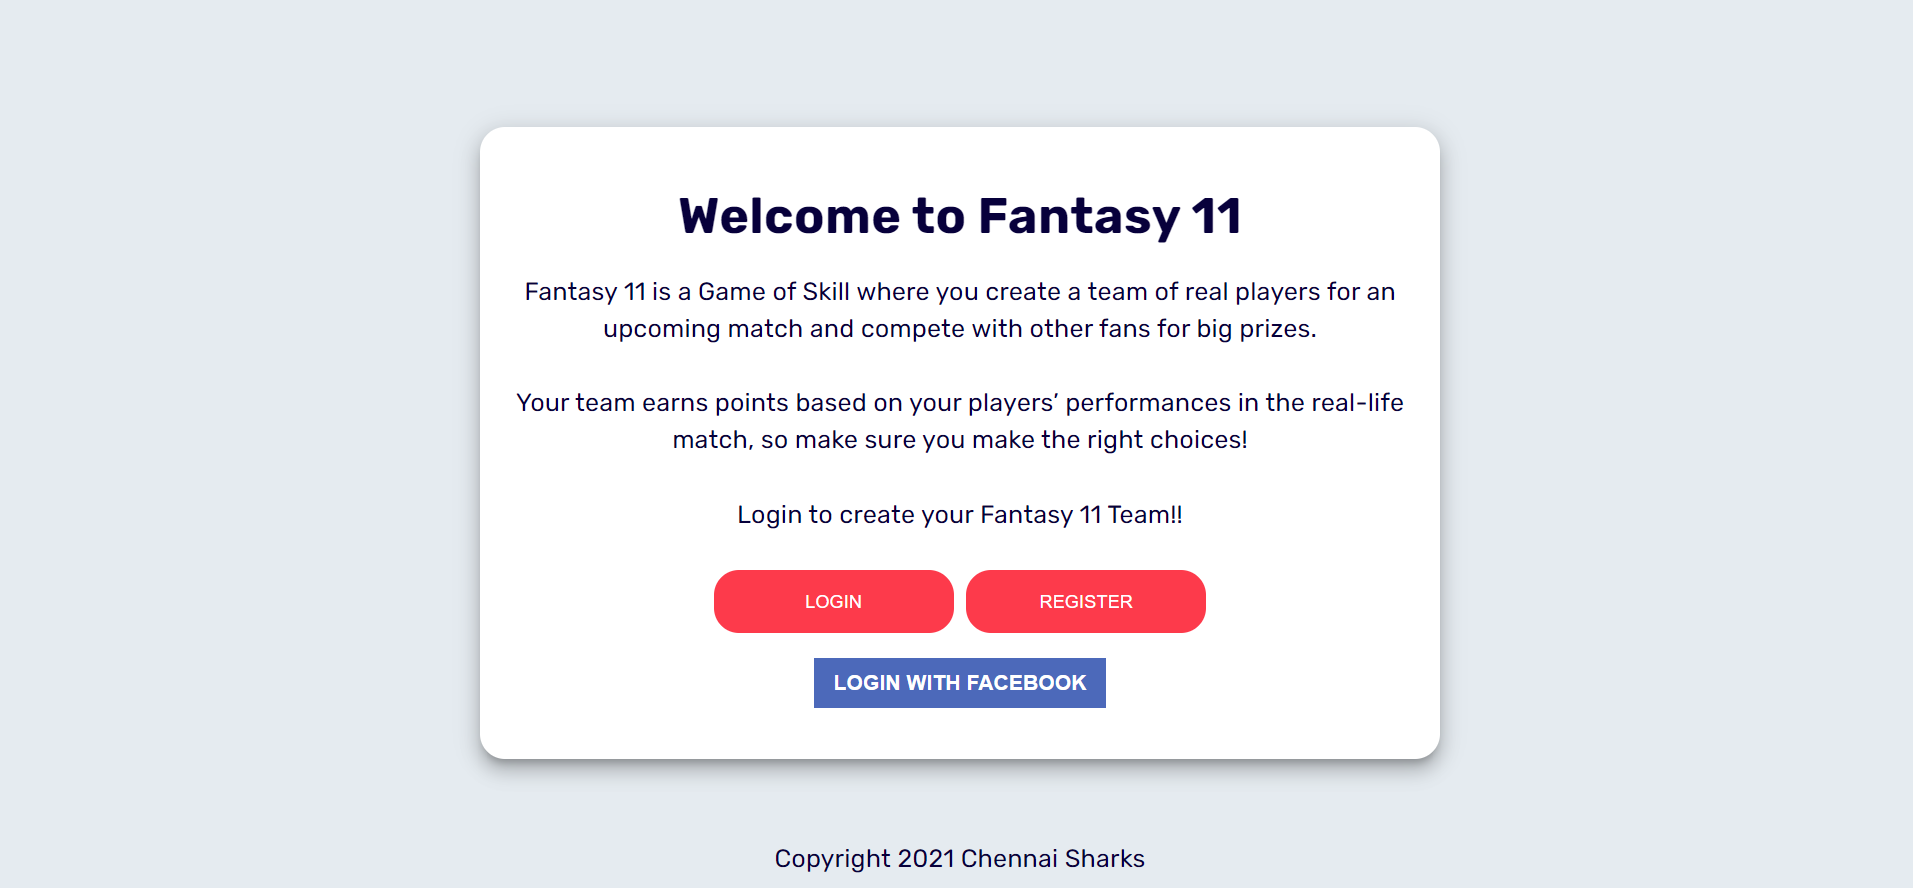 Welcome to Fantasy 11
Fantasy 11 is a Game of Skill where you create a team of real players for an
upcoming match and compete with other fans for big prizes.
Your team earns points based on your players’ performances in the real-life
match, so make sure you make the right choices!
Login to create your Fantasy 11 Team!!
LOGIN REGISTER
LOGIN WITH FACEBOOK
Copyright 2021 Chennai Sharks